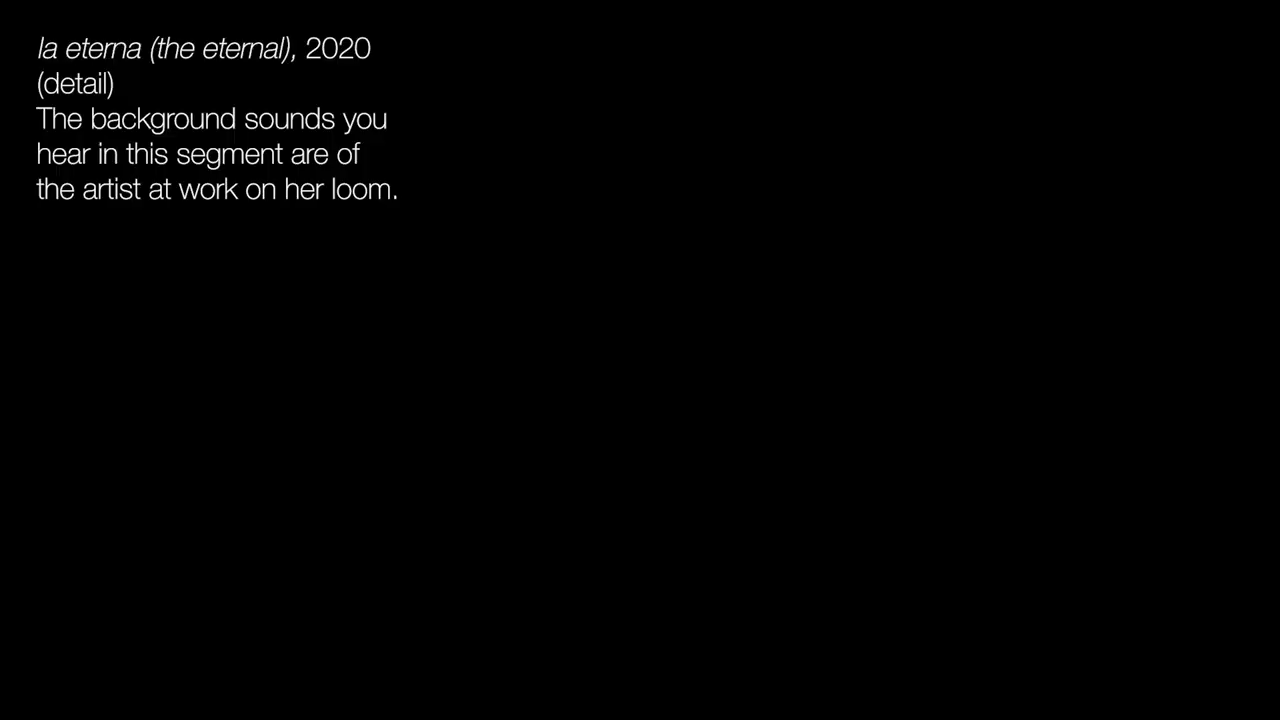 la eterna (the eternal), 2020
(detail)
The background sounds you
hear in this segment are of
the artist at work on her loom.